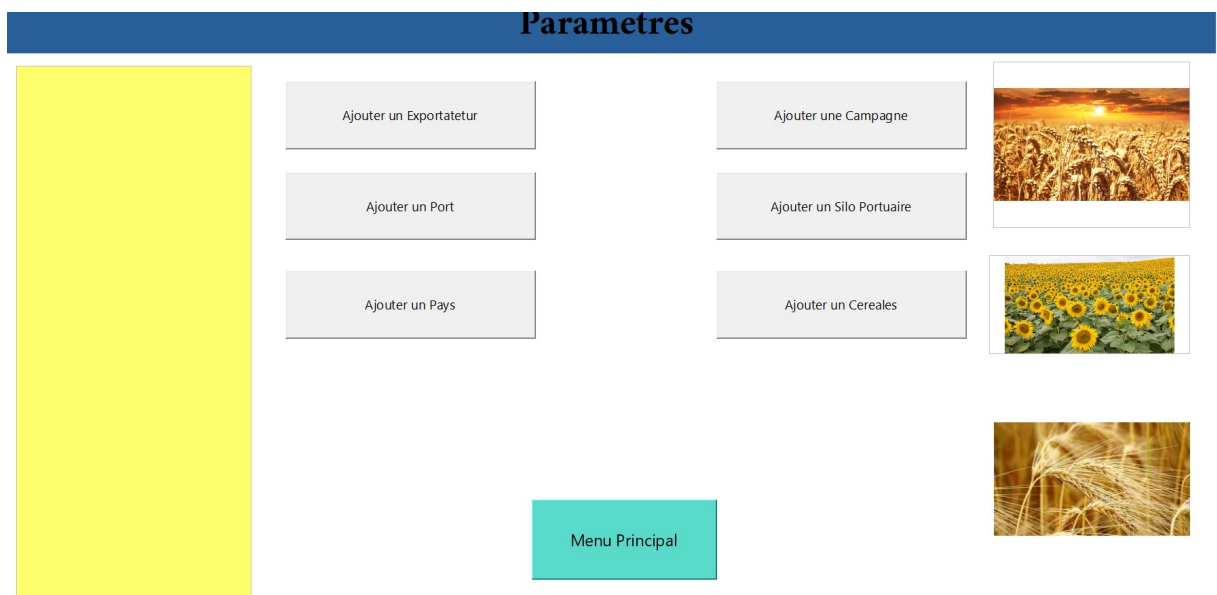 Parametres
Ajouter un Exportatetur
Ajouter une Campagne
Ajouter un Port
Ajouter un Silo Portuaire
Ajouter un Pays
Ajouter un Cereales
Menu Principal